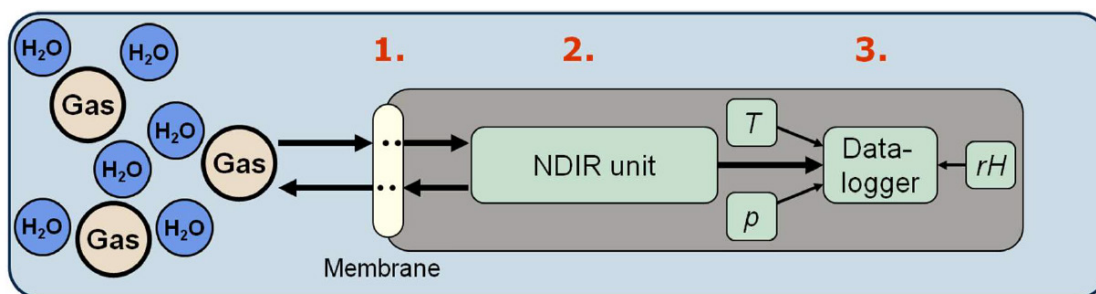 1. 2. 3.
H₂O
H₂O
Gas
H₂O
Gas
H₂O
H₂O
Gas
H₂O
NDIR unit
T
p
Data-
logger
rH
Membrane